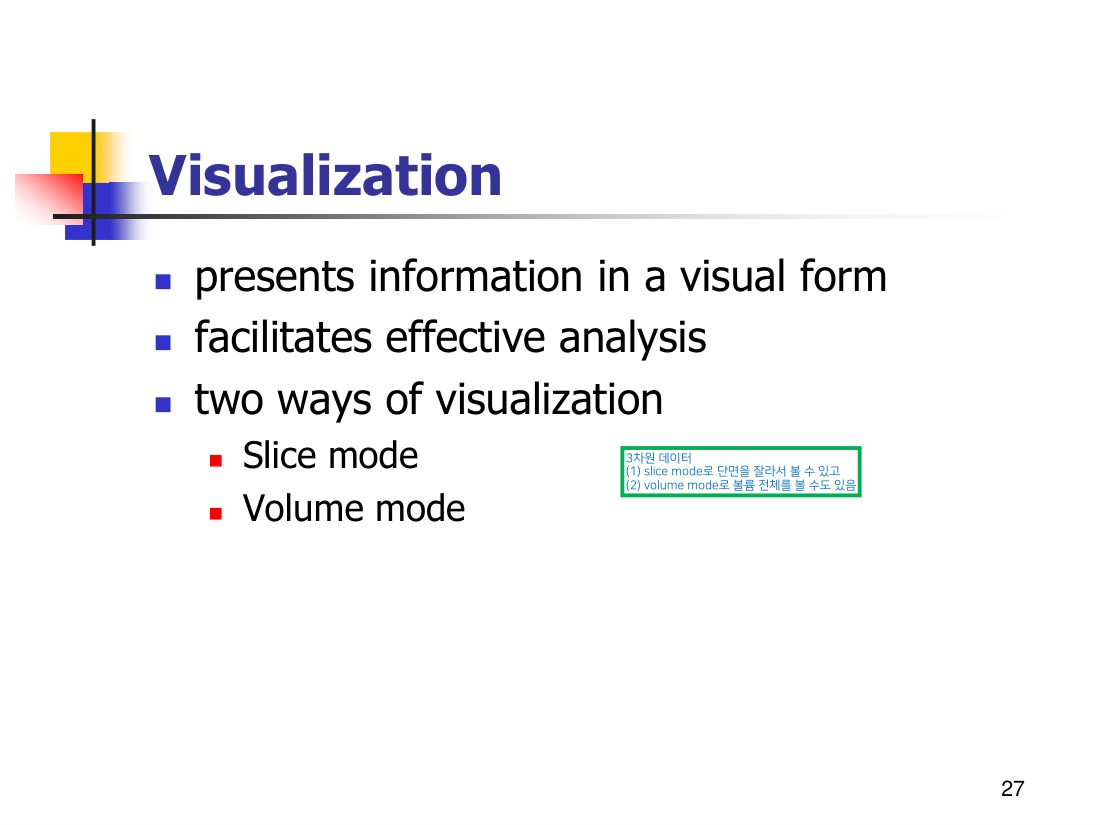 Visualization
presents information in a visual form
facilitates effective analysis
two ways of visualization
Slice mode
Volume mode
3차원 데이터
(1) slice mode로 단면을 잘라서 볼 수 있고
(2) volume mode로 볼륨 전체를 볼 수도 있음
27